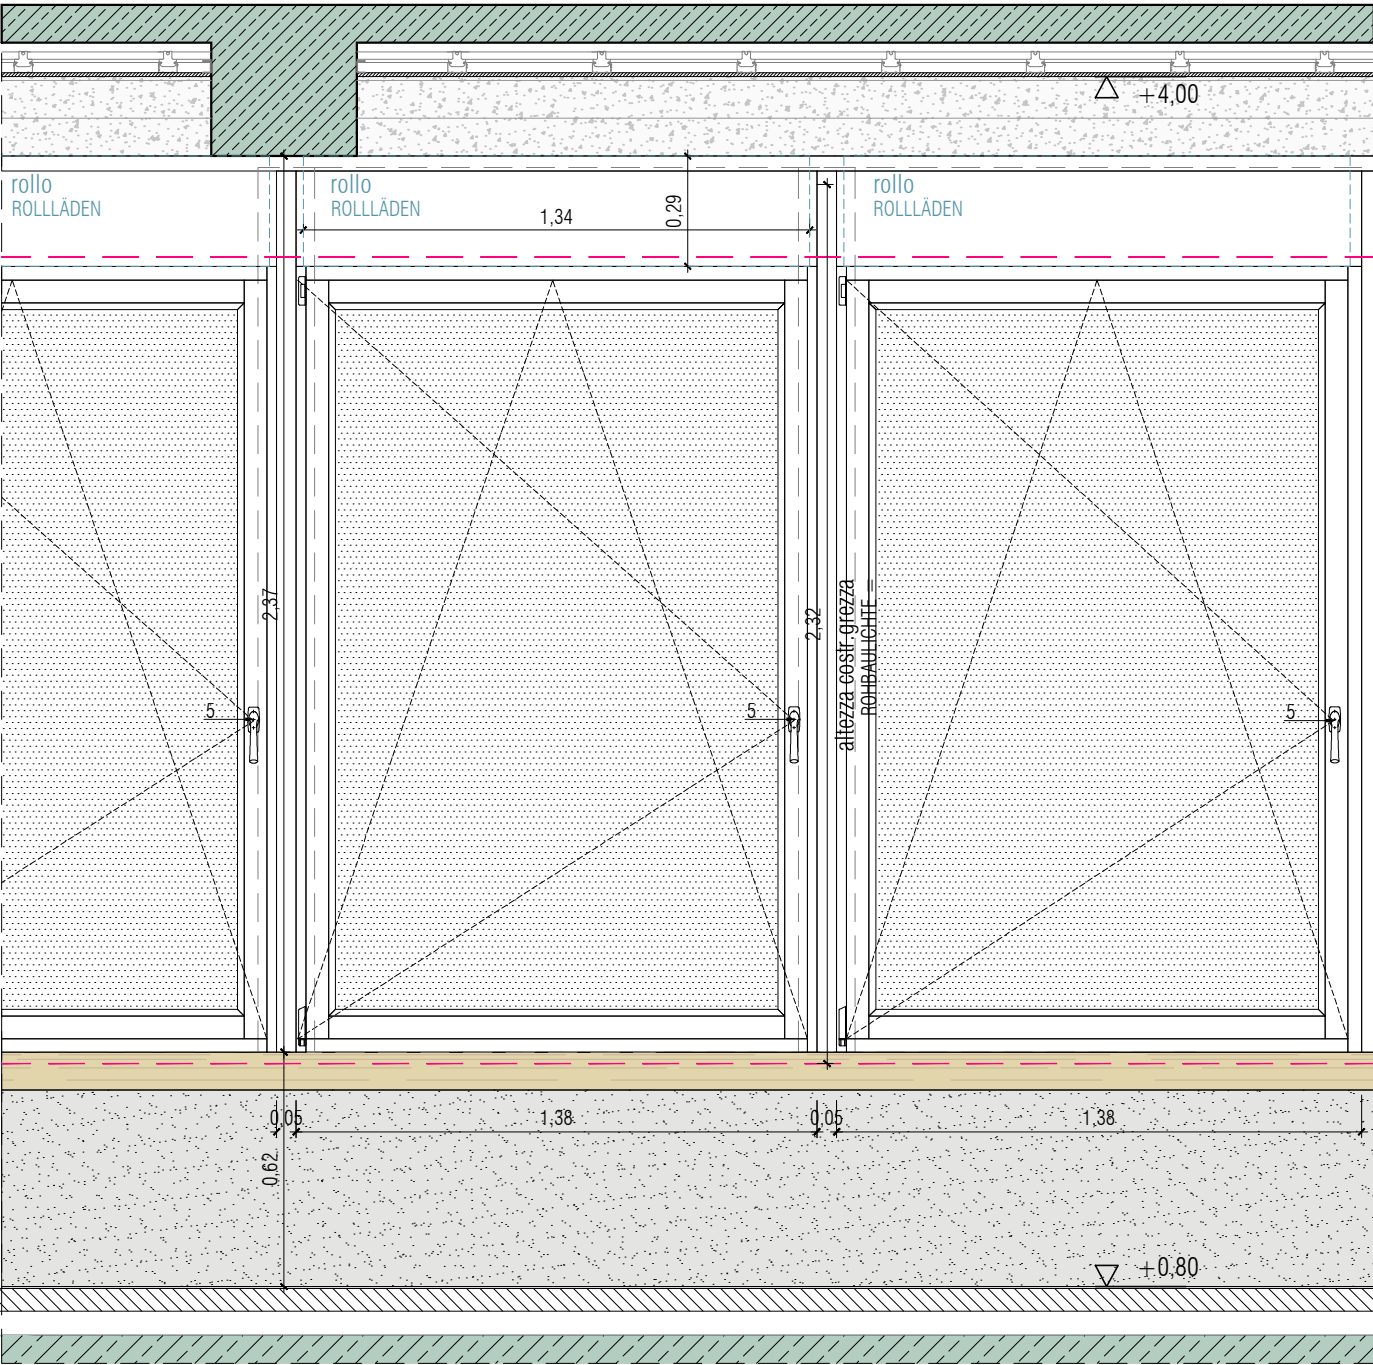 +4,00
rollo
ROLLLÄDEN
rollo
ROLLLÄDEN
rollo
ROLLLÄDEN
1,34
0,29
2,37
2,32
altezza costr.grezza
ROHBAULICHTE =
5
5
5
0,05
1,38
0,05
1,38
0,62
+0,80